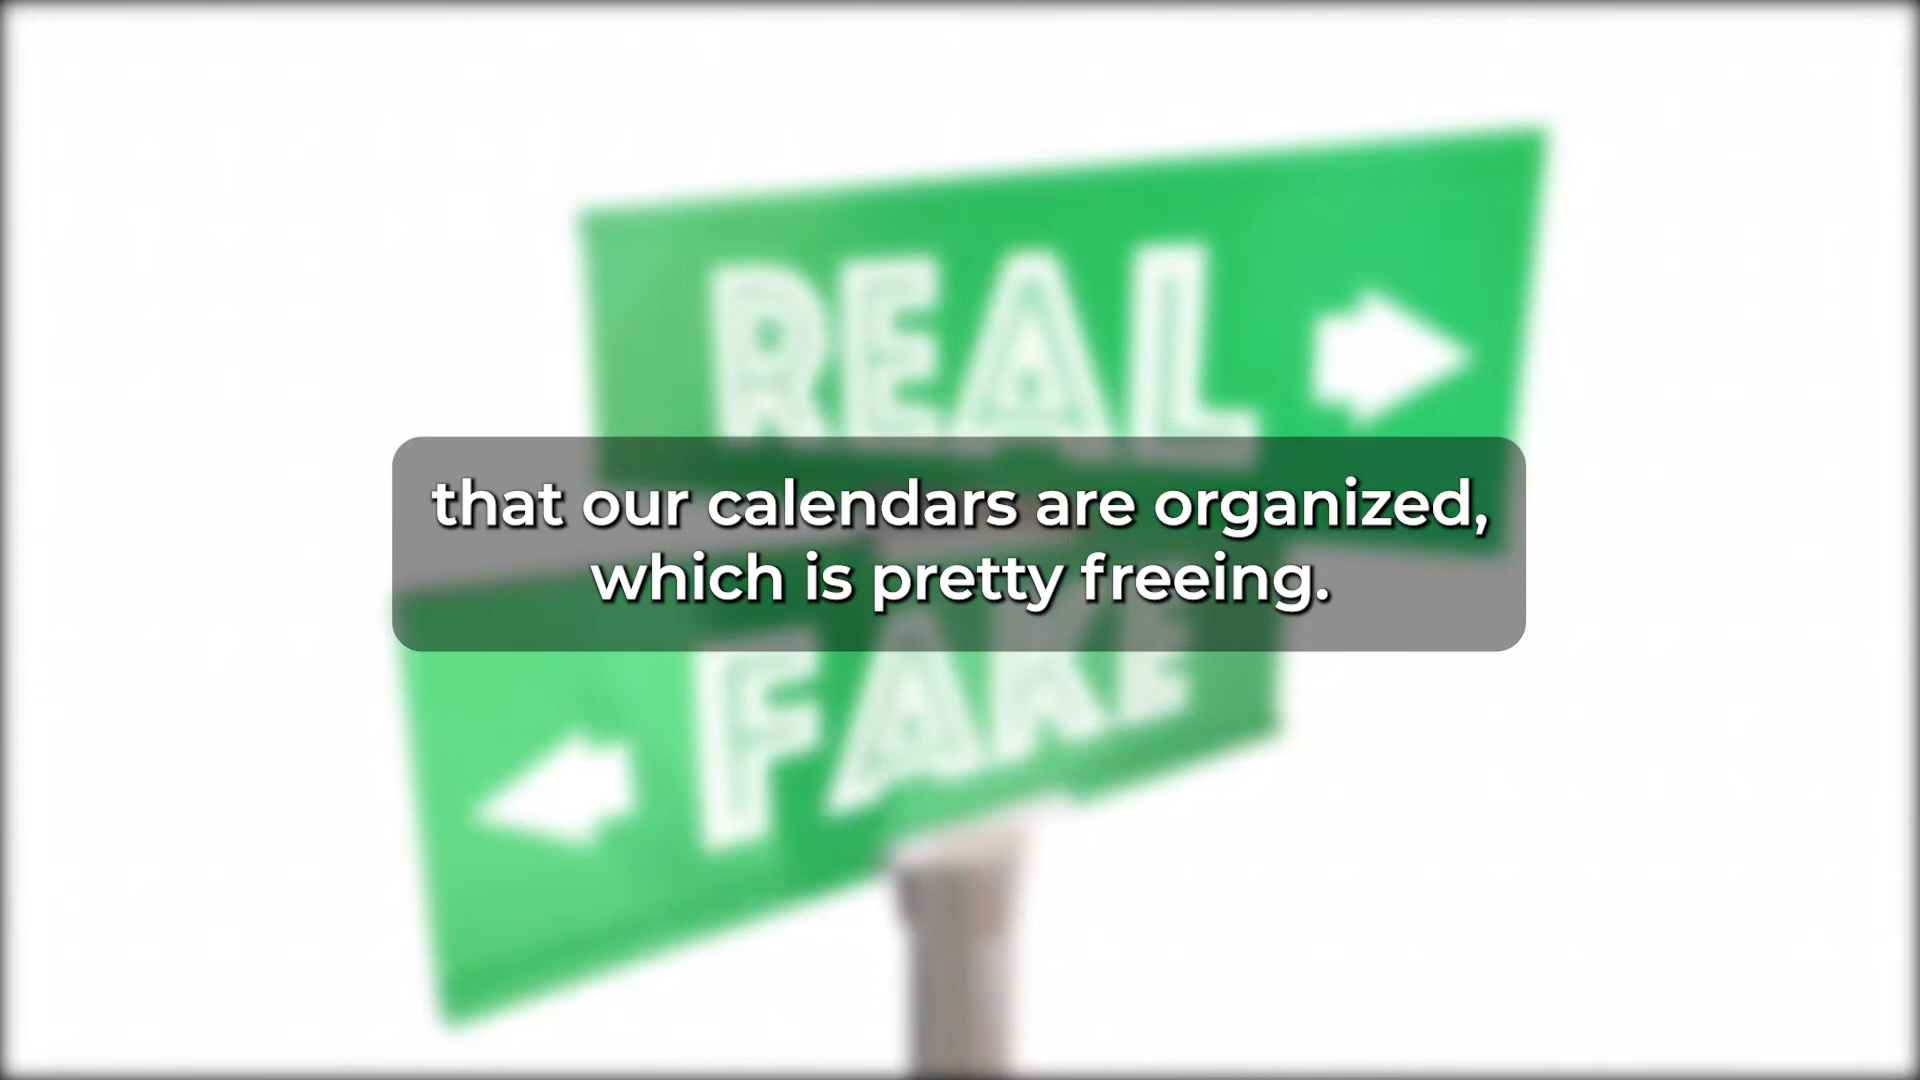 REAL
that our calendars are organized,
which is pretty freeing.
FAKE